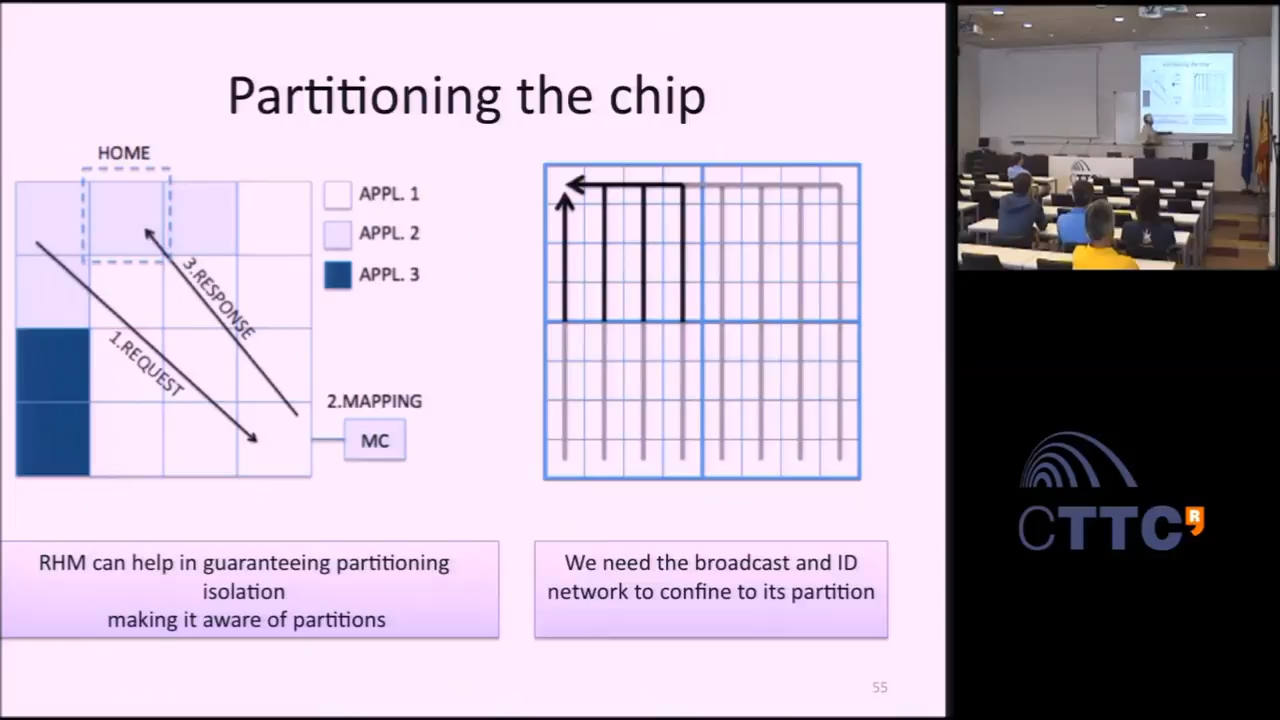 Partitioning the chip
HOME
APPL. 1
APPL. 2
APPL. 3
3.RESPONSE
1.REQUEST
2.MAPPING
MC
RHM can help in guaranteeing partitioning
isolation
making it aware of partitions
We need the broadcast and ID
network to confine to its partition
55
CTTC
R